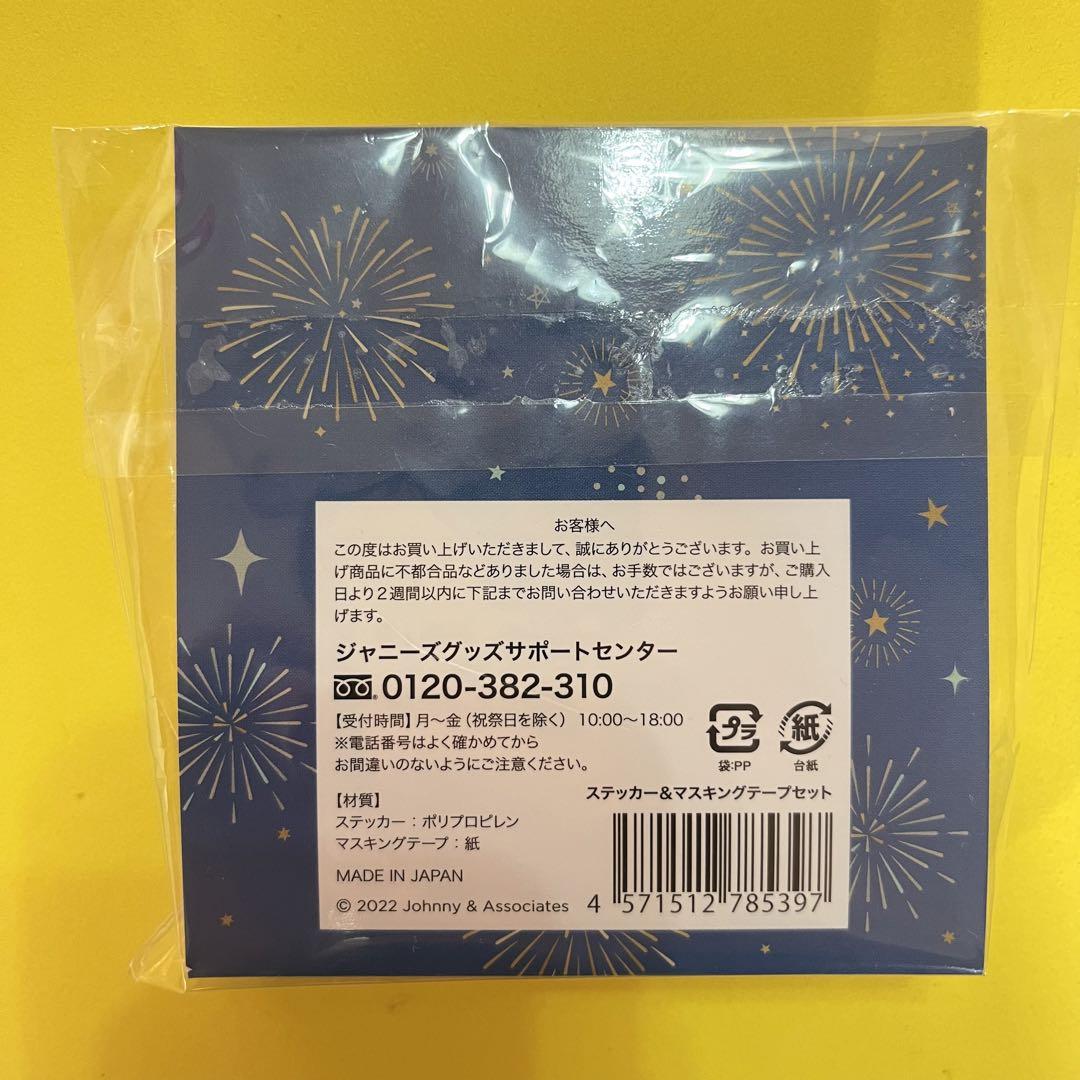 お客様へ
この度はお買い上げいただきまして、誠にありがとうございます。お買い上
げ商品に不都合品などありました場合は、お手数ではございますが、ご購入
日より2週間以内に下記までお問い合わせいただきますようお願い申し上
げます。
ジャニーズグッズサポートセンター
0120-382-310
【受付時間】月～金（祝祭日を除く） 10:00～18:00
※電話番号はよく確かめてから
お間違いのないようにご注意ください。
プラ
袋:PP
紙
台紙
ステッカー&マスキングテープセット
【材質】
ステッカー：ポリプロピレン
マスキングテープ：紙
MADE IN JAPAN
© 2022 Johnny & Associates
4 571512 785397